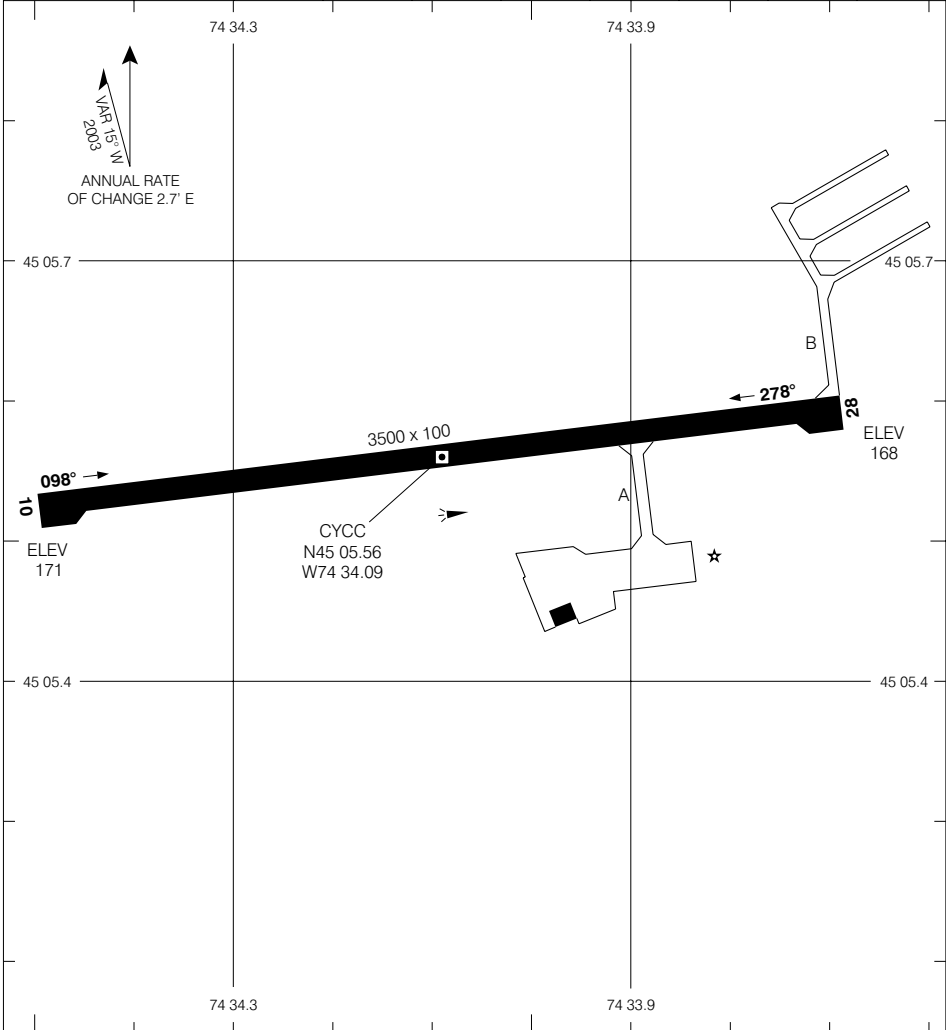 74 34.3
74 33.9
VAR 15° W
2003
ANNUAL RATE
OF CHANGE 2.7' E
45 05.7
45 05.7
B
278°
28
ELEV
168
3500 x 100
098°
10
ELEV
171
A
CYCC
N45 05.56
W74 34.09
45 05.4
45 05.4
74 34.3
74 33.9